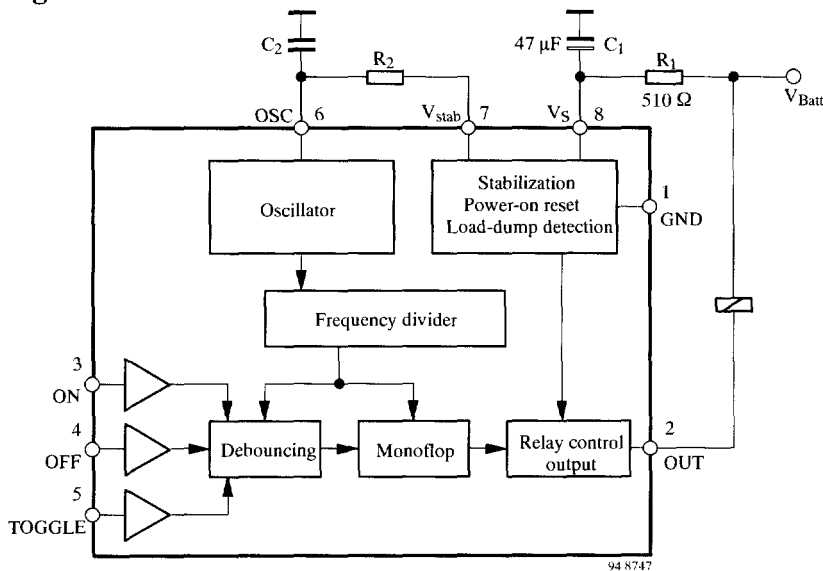 C2
47 µF
C1
R2
R1
510 Ω
VBatt
OSC
6
Vstab
7
VS
8
Oscillator
Stabilization
Power-on reset
Load-dump detection
1
GND
Frequency divider
3
ON
4
OFF
5
TOGGLE
Debouncing
Monoflop
Relay control
output
2
OUT
94 8747